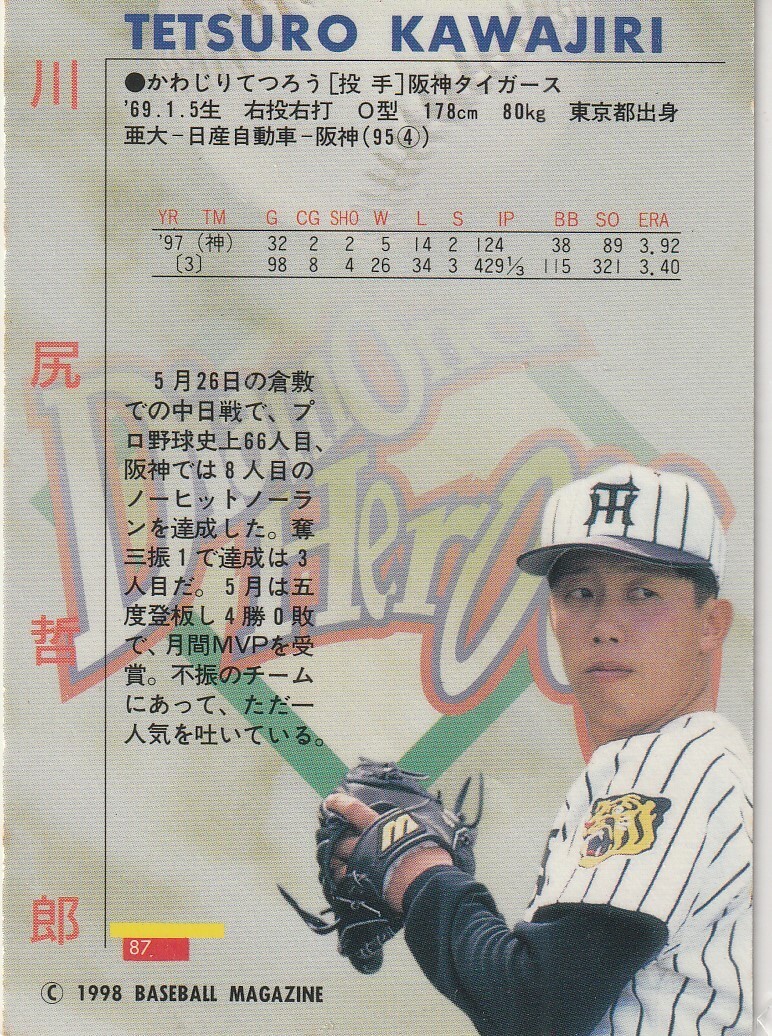 TETSURO KAWAJIRI
川尻哲郎
●かわじりてつろう[投 手]阪神タイガース
'69.1.5生 右投右打 O型 178cm 80kg 東京都出身
亜大−日産自動車−阪神(95④)
YR TM G CG SHO W L S IP BB SO ERA
'97(神) 32 2 2 5 14 2 124 38 89 3.92
〔3〕 98 8 4 26 34 3 429⅓ 115 321 3.40
5月26日の倉敷
での中日戦で、プ
ロ野球史上66人目、
阪神では8人目の
ノーヒットノーラ
ンを達成した。奪
三振1で達成は3
人目だ。5月は五
度登板し4勝0敗
で、月間MVPを受
賞。不振のチーム
にあって、ただ一
人気を吐いている。
Diamond
Heroes
87.
© 1998 BASEBALL MAGAZINE